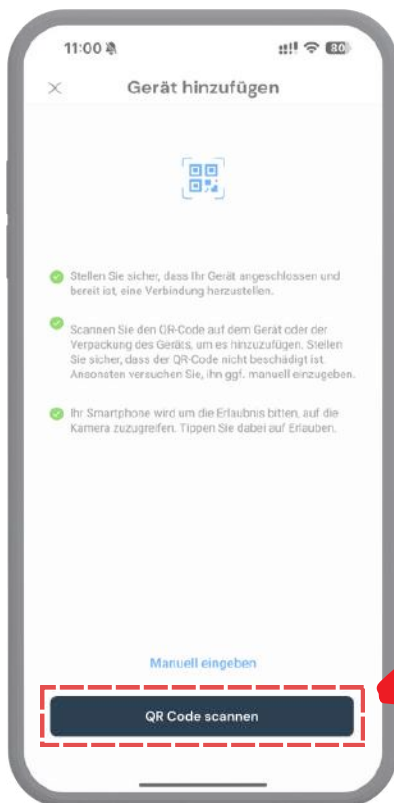 11:00
80
Gerät hinzufügen
Stellen Sie sicher, dass Ihr Gerät angeschlossen und
bereit ist, eine Verbindung herzustellen.
Scannen Sie den QR-Code auf dem Gerät oder der
Verpackung des Geräts, um es hinzuzufügen. Stellen
Sie sicher, dass der QR-Code nicht beschädigt ist.
Ansonsten versuchen Sie, ihn ggf. manuell einzugeben.
Ihr Smartphone wird um die Erlaubnis bitten, auf die
Kamera zuzugreifen. Tippen Sie dabei auf Erlauben.
Manuell eingeben
QR Code scannen